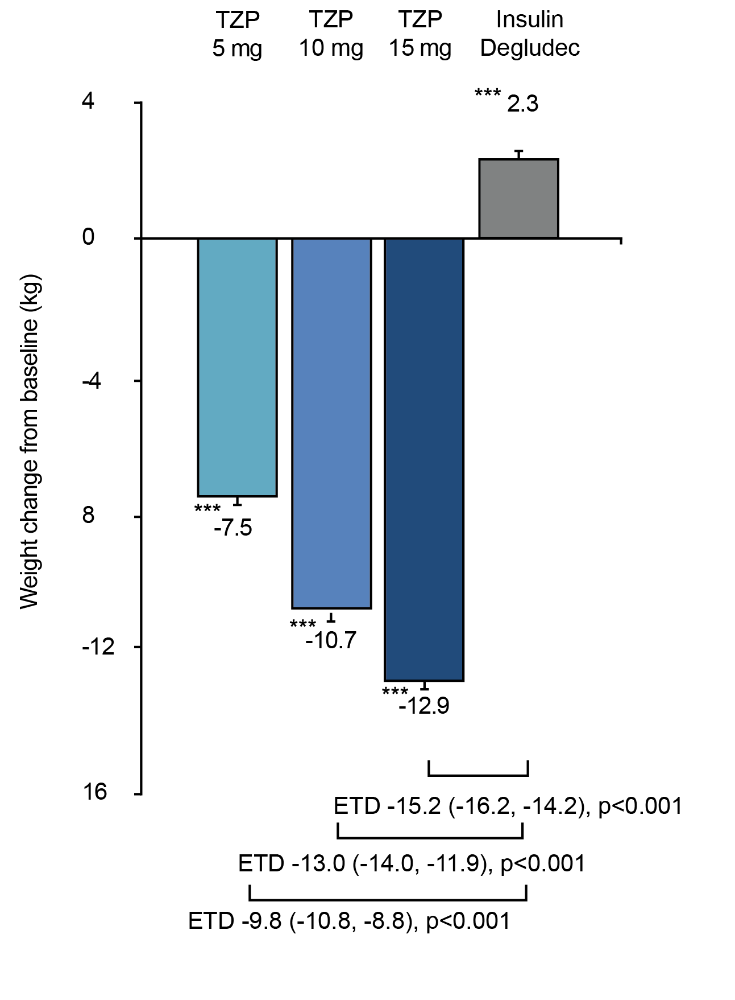 TZP
5 mg
TZP
10 mg
TZP
15 mg
Insulin
Degludec
*** 2.3
4
0
-4
8
-12
16
Weight change from baseline (kg)
***
-7.5
***
-10.7
***
-12.9
ETD -15.2 (-16.2, -14.2), p<0.001
ETD -13.0 (-14.0, -11.9), p<0.001
ETD -9.8 (-10.8, -8.8), p<0.001